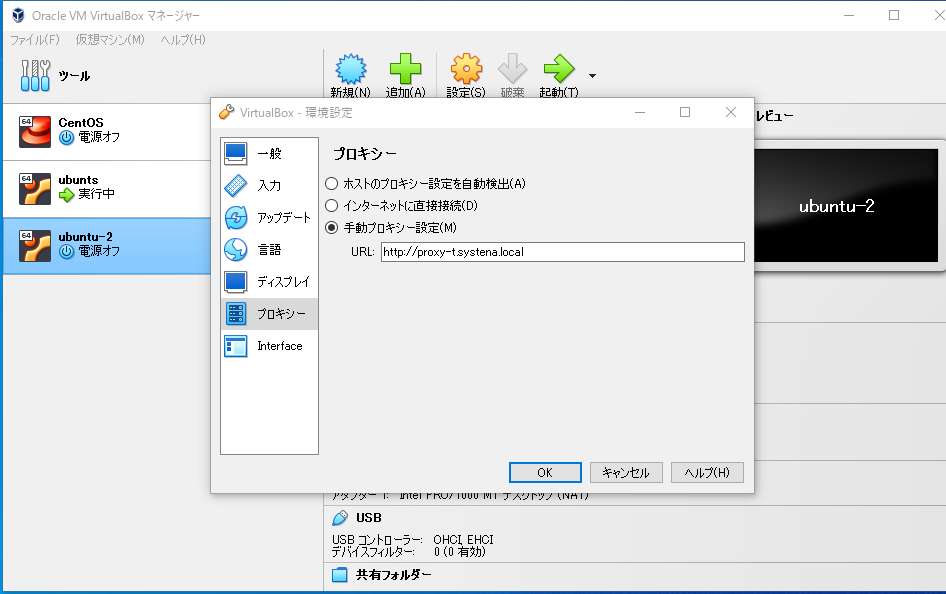 Oracle VM VirtualBox マネージャー
ファイル(F) 仮想マシン(M) ヘルプ(H)
ツール
新規(N) 追加(A) 設定(S) 破棄 起動(T)
64
CentOS
電源オフ
64
ubunts
実行中
64
ubuntu-2
電源オフ
レビュー
ubuntu-2
VirtualBox - 環境設定
一般
入力
アップデート
言語
ディスプレイ
プロキシー
Interface
プロキシー
ホストのプロキシー設定を自動検出(A)
インターネットに直接接続(D)
手動プロキシー設定(M)
URL: http://proxy-t.systena.local
OK キャンセル ヘルプ(H)
アダプター 1: Intel PRO/1000 MT デスクトップ (NAT)
USB
USB コントローラー: OHCI, EHCI
デバイスフィルター: 0 (0 有効)
共有フォルダー